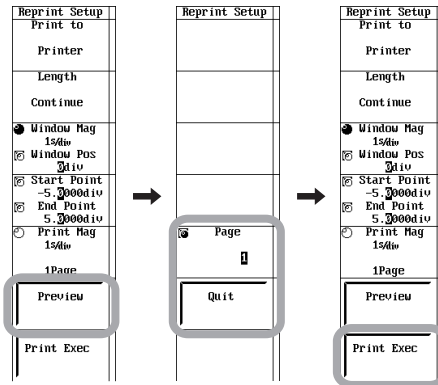 Reprint Setup
Print to
Printer
Length
Continue
Window Mag
1s/div
Window Pos
0div
Start Point
-5.0000div
End Point
5.0000div
Print Mag
1s/div
1Page
Preview
Print Exec
Reprint Setup
Page
1
Quit
Reprint Setup
Print to
Printer
Length
Continue
Window Mag
1s/div
Window Pos
0div
Start Point
-5.0000div
End Point
5.0000div
Print Mag
1s/div
1Page
Preview
Print Exec